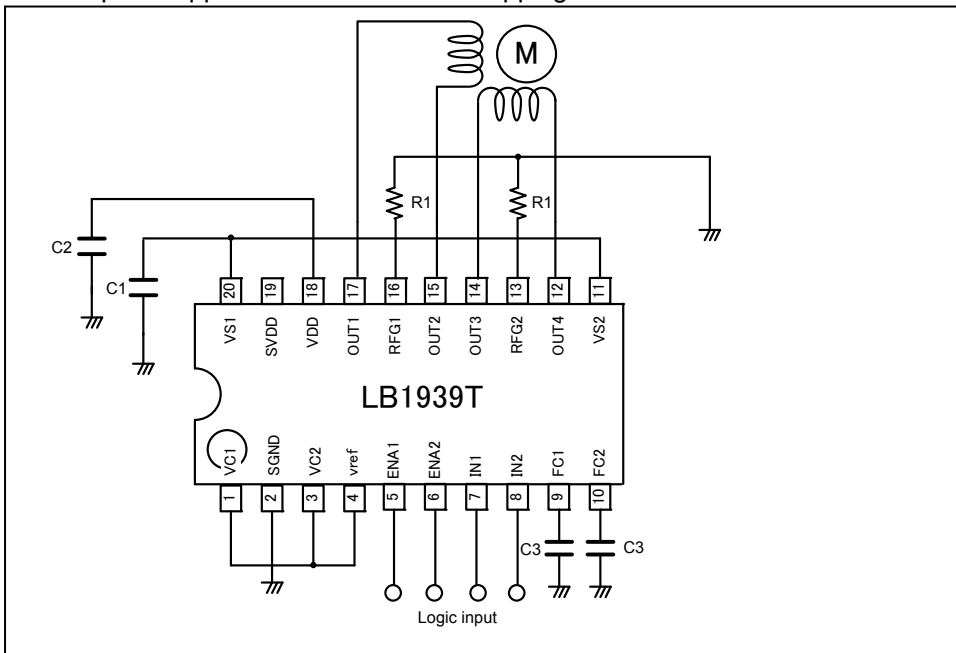 M
R1 R1
C2
C1
20 19 18 17 16 15 14 13 12 11
VS1 SVDD VDD OUT1 RFG1 OUT2 OUT3 RFG2 OUT4 VS2
LB1939T
VC1 SGND VC2 vref ENA1 ENA2 IN1 IN2 FC1 FC2
1 2 3 4 5 6 7 8 9 10
C3 C3
Logic input